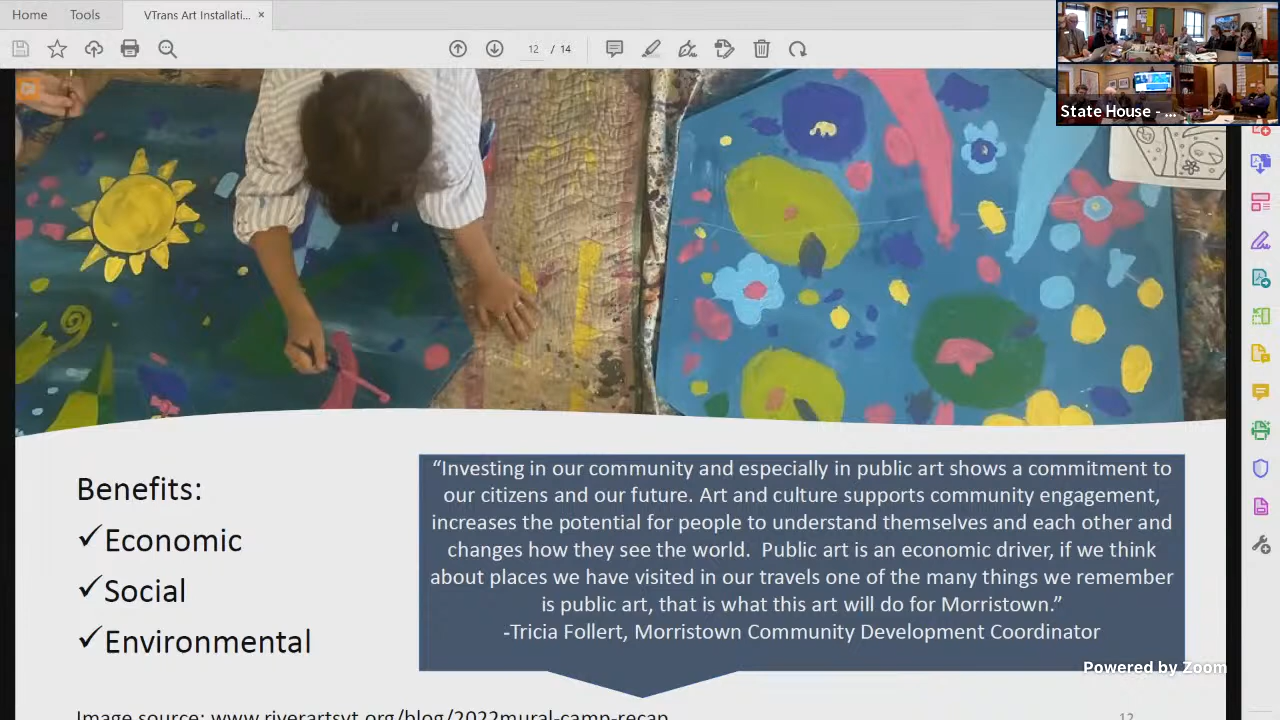 Home Tools VTrans Art Installati... ×
12 / 14
State House - ...
Benefits:
✓Economic
✓Social
✓Environmental
“Investing in our community and especially in public art shows a commitment to
our citizens and our future. Art and culture supports community engagement,
increases the potential for people to understand themselves and each other and
changes how they see the world.  Public art is an economic driver, if we think
about places we have visited in our travels one of the many things we remember
is public art, that is what this art will do for Morristown.”
-Tricia Follert, Morristown Community Development Coordinator
Powered by Zoom
Image source: www.riverartsvt.org/blog/2022mural-camp-recap
12